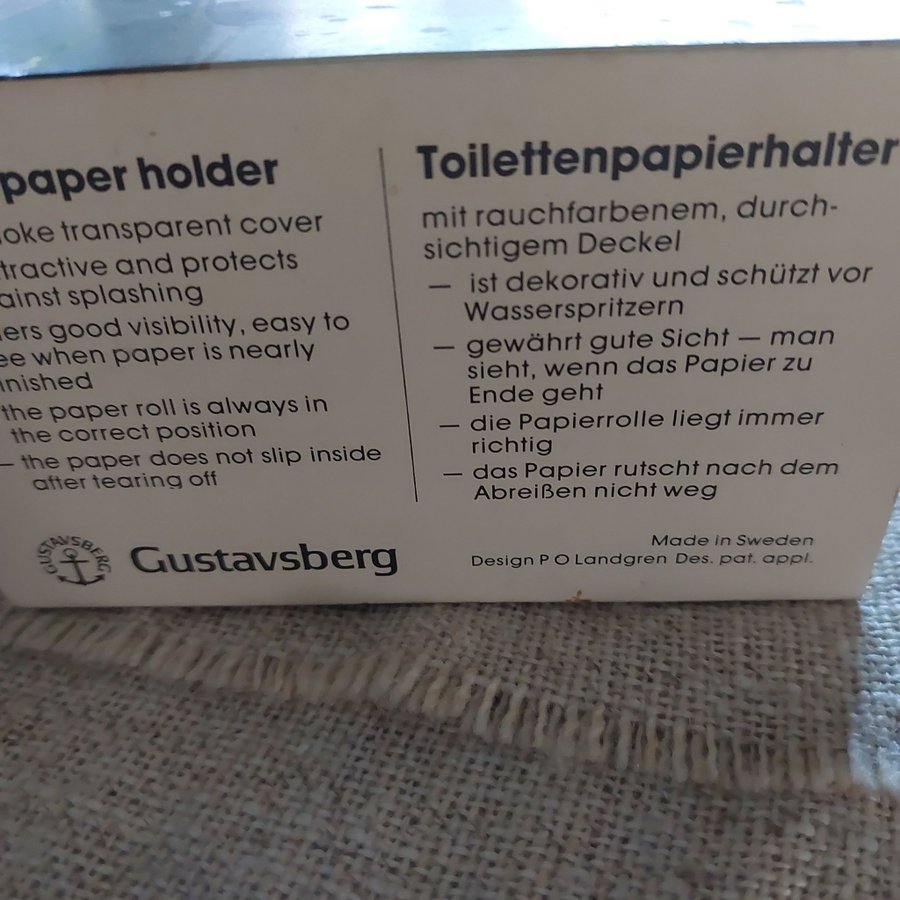 paper holder
oke transparent cover
tractive and protects
ainst splashing
ers good visibility, easy to
ee when paper is nearly
inished
the paper roll is always in
the correct position
— the paper does not slip inside
after tearing off
Toilettenpapierhalter
mit rauchfarbenem, durch-
sichtigem Deckel
— ist dekorativ und schützt vor
Wasserspritzern
— gewährt gute Sicht — man
sieht, wenn das Papier zu
Ende geht
— die Papierrolle liegt immer
richtig
— das Papier rutscht nach dem
Abreißen nicht weg
GUSTAVSBERG
Gustavsberg
Made in Sweden
Design P O Landgren Des. pat. appl.